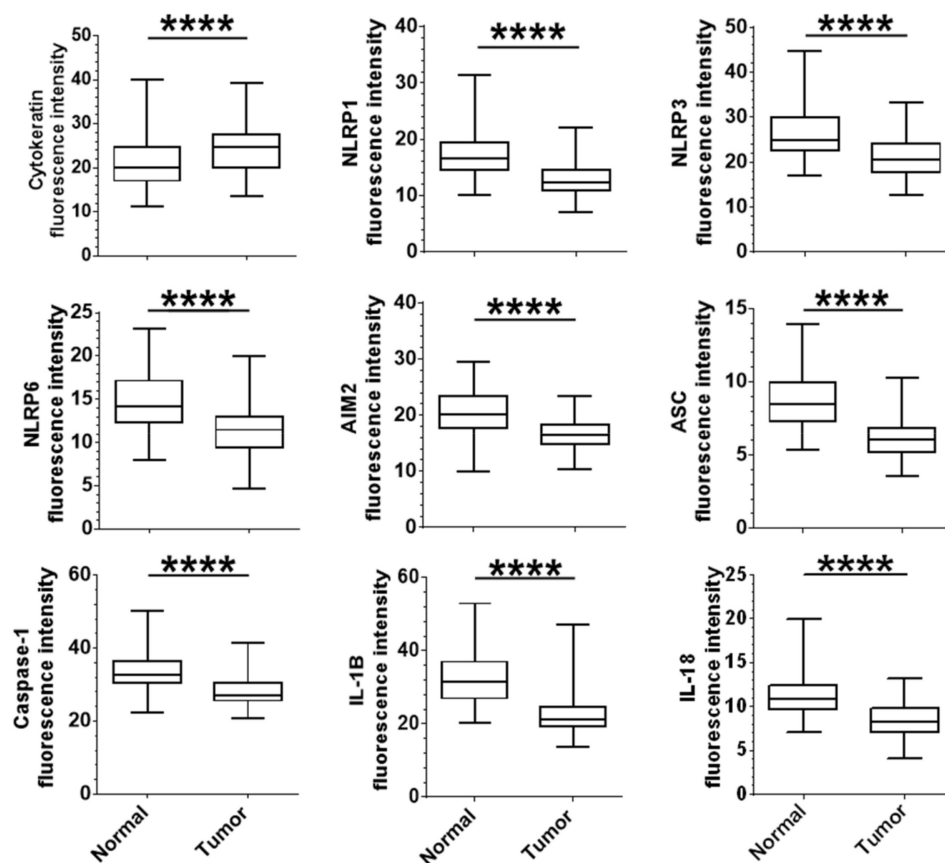 ****
Cytokeratin
fluorescence intensity
50
40
30
20
10
0
****
NLRP1
fluorescence intensity
40
30
20
10
0
****
NLRP3
fluorescence intensity
50
40
30
20
10
0
****
NLRP6
fluorescence intensity
25
20
15
10
5
0
****
AIM2
fluorescence intensity
40
30
20
10
0
****
ASC
fluorescence intensity
15
10
5
0
****
Caspase-1
fluorescence intensity
60
40
20
0
Normal
Tumor
****
IL-1B
fluorescence intensity
60
40
20
0
Normal
Tumor
****
IL-18
fluorescence intensity
25
20
15
10
5
0
Normal
Tumor